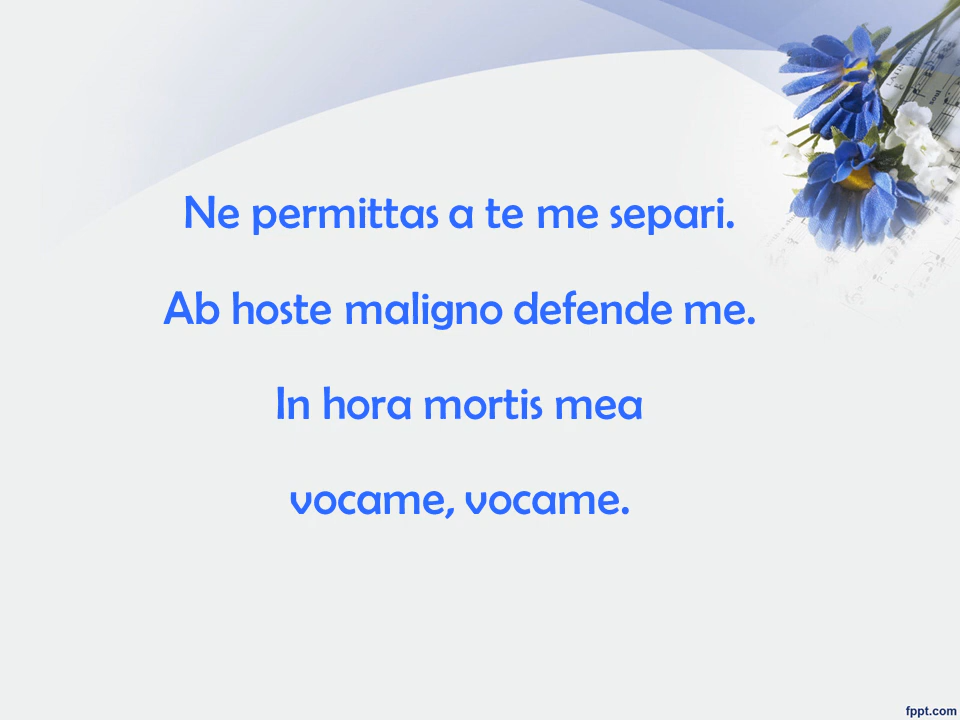 Ne permittas a te me separi.
Ab hoste maligno defende me.
In hora mortis mea
vocame, vocame.
fppt.com